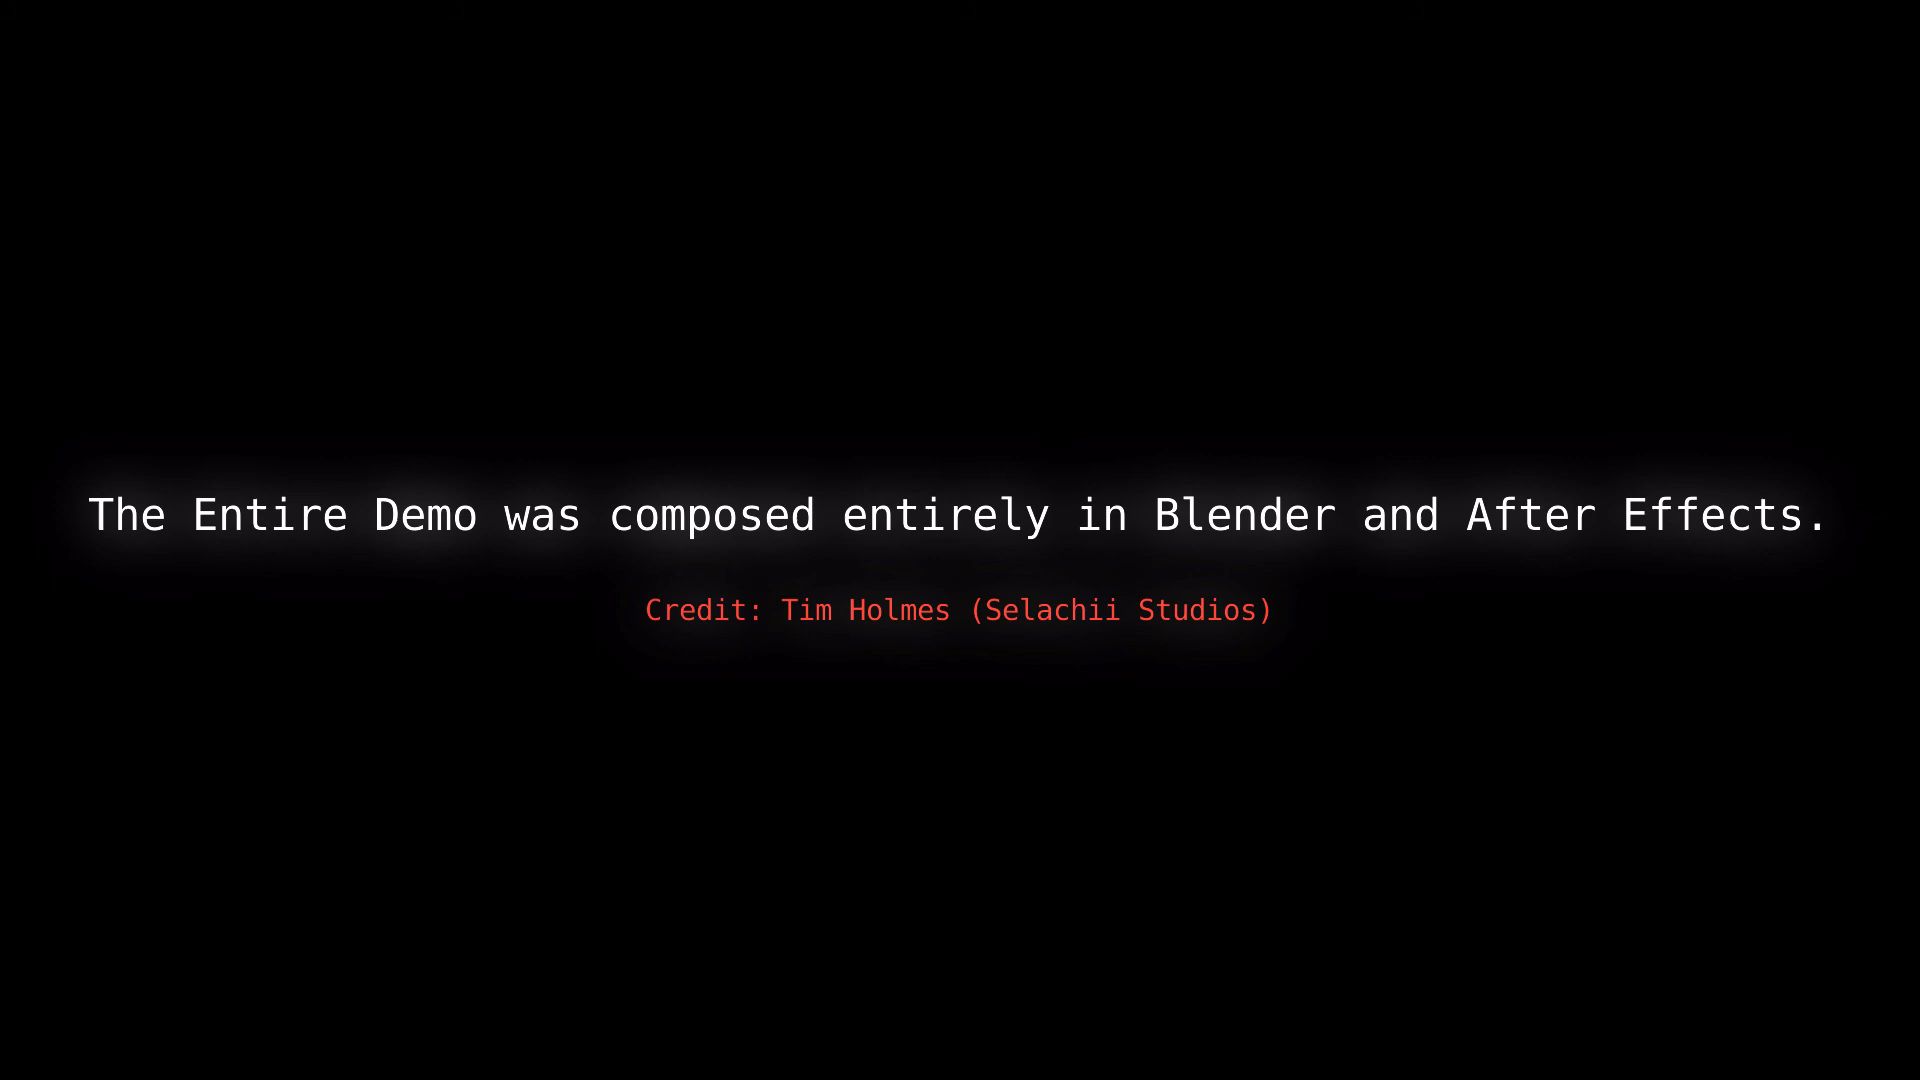 The Entire Demo was composed entirely in Blender and After Effects.
Credit: Tim Holmes (Selachii Studios)